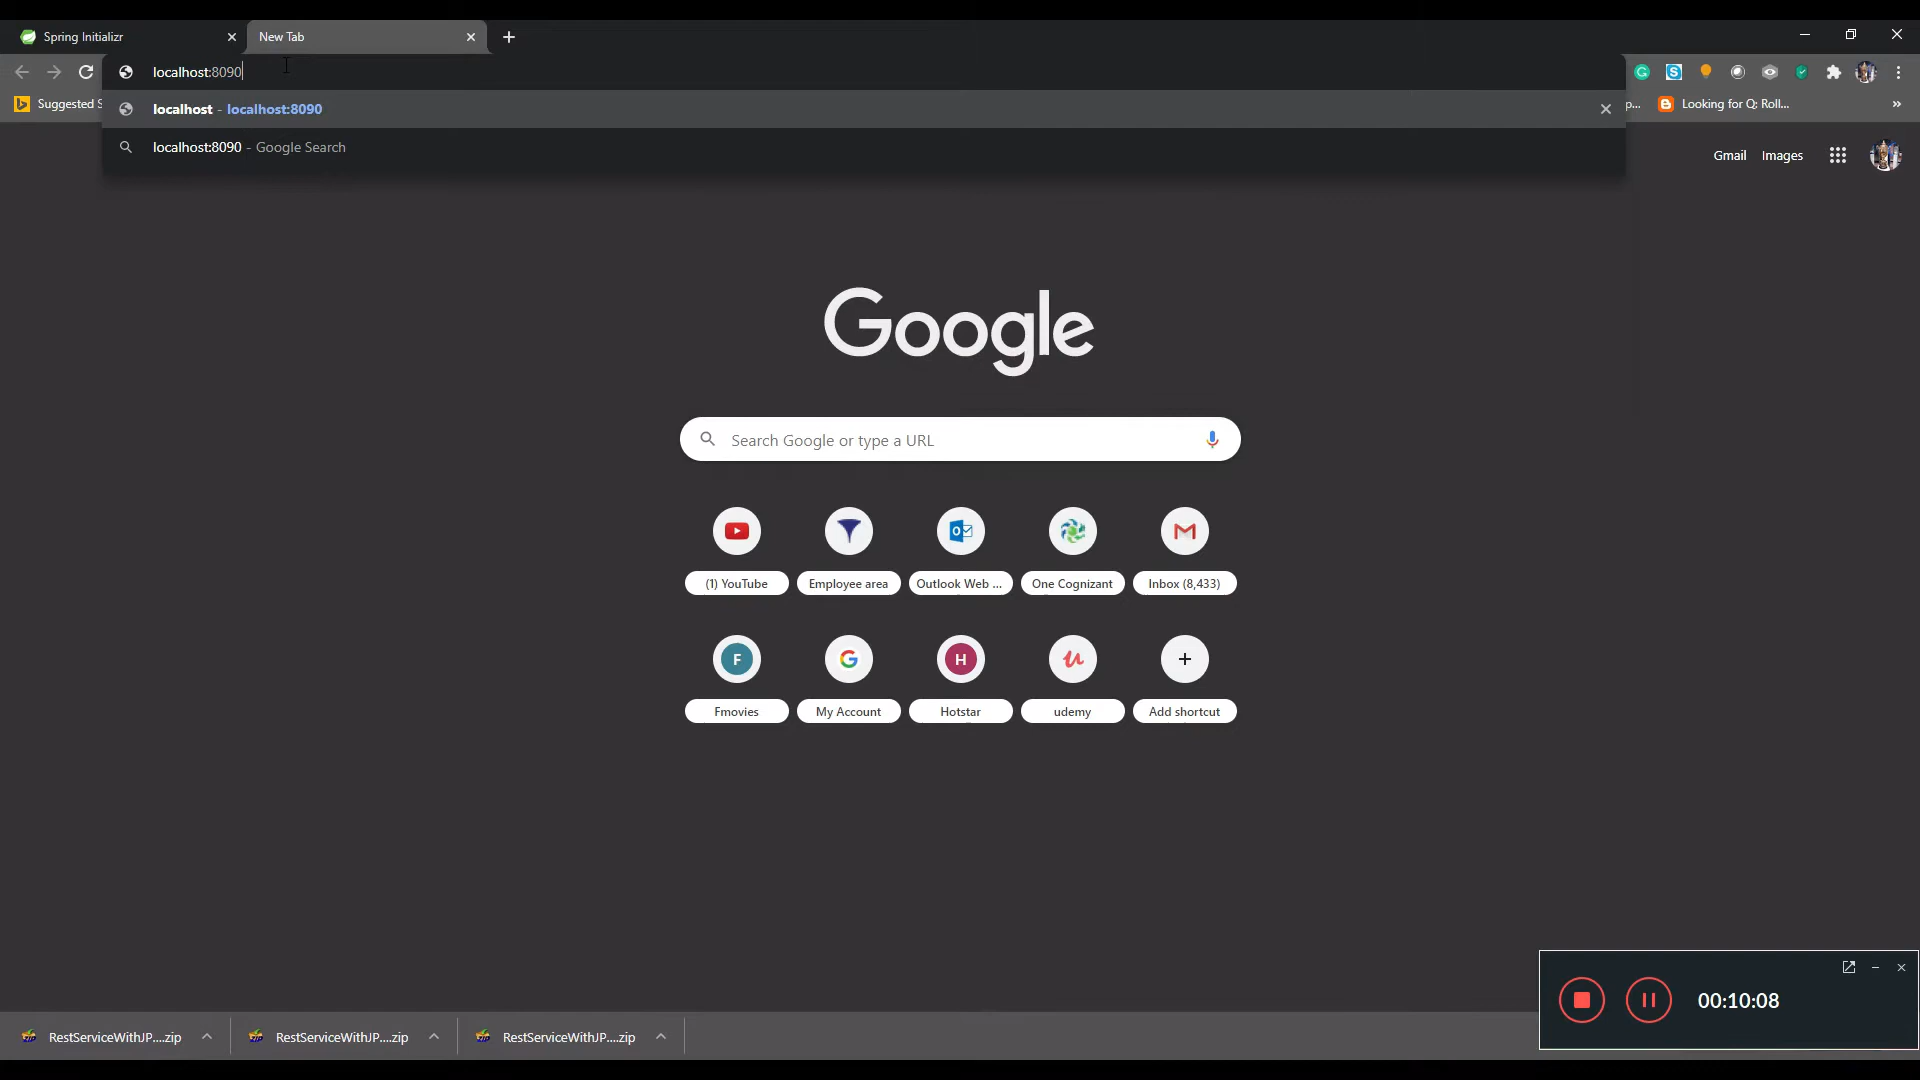 Spring Initializr
New Tab
localhost:8090
Suggested S
localhost - localhost:8090
p...
Looking for Q: Roll...
»
localhost:8090 - Google Search
Gmail
Images
Google
Search Google or type a URL
(1) YouTube
Employee area
Outlook Web ...
One Cognizant
Inbox (8,433)
F
H
Fmovies
My Account
Hotstar
udemy
Add shortcut
00:10:08
RestServiceWithJP....zip
RestServiceWithJP....zip
RestServiceWithJP....zip